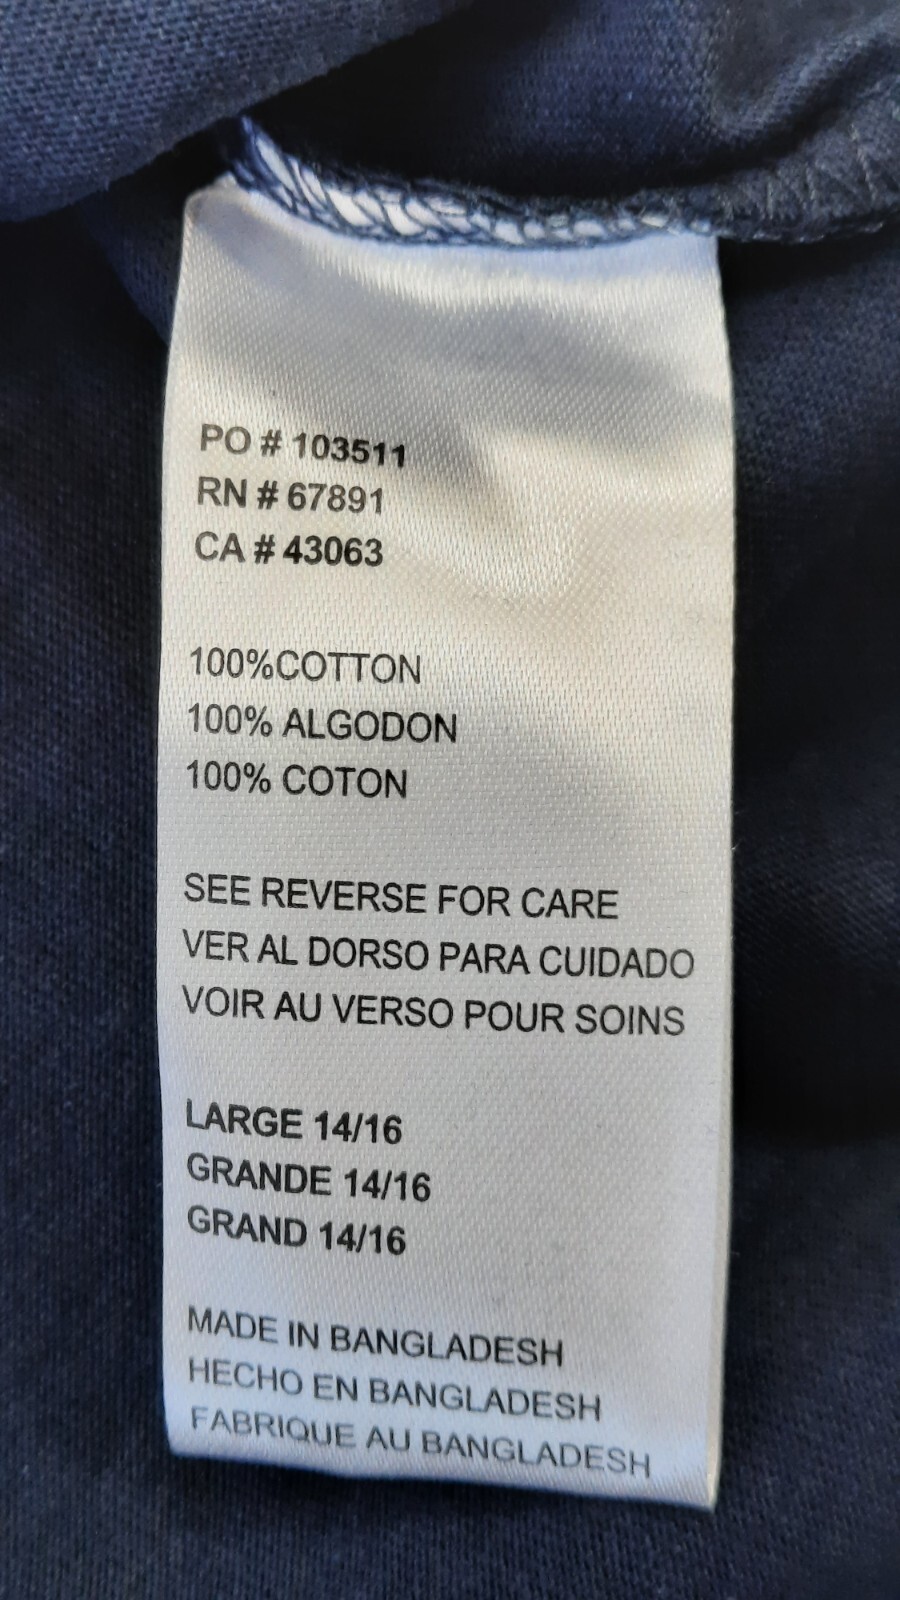 PO # 103511
RN # 67891
CA # 43063
100%COTTON
100% ALGODON
100% COTON
SEE REVERSE FOR CARE
VER AL DORSO PARA CUIDADO
VOIR AU VERSO POUR SOINS
LARGE 14/16
GRANDE 14/16
GRAND 14/16
MADE IN BANGLADESH
HECHO EN BANGLADESH
FABRIQUE AU BANGLADESH